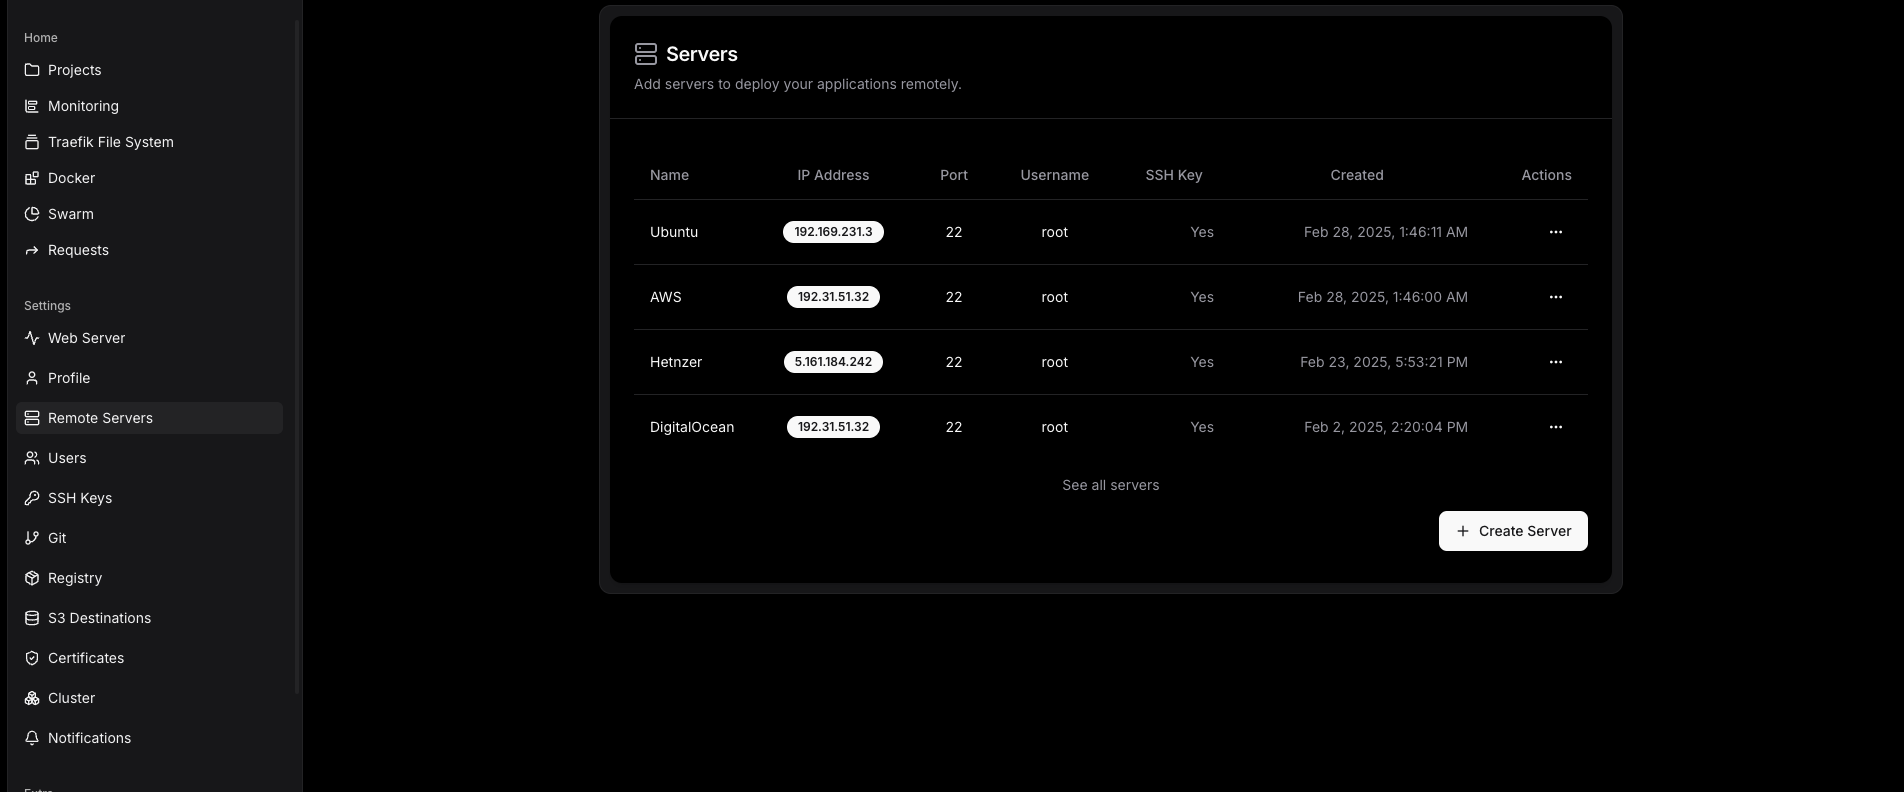 Home
Projects
Monitoring
Traefik File System
Docker
Swarm
Requests
Settings
Web Server
Profile
Remote Servers
Users
SSH Keys
Git
Registry
S3 Destinations
Certificates
Cluster
Notifications
Servers
Add servers to deploy your applications remotely.
Name IP Address Port Username SSH Key Created Actions
Ubuntu 192.169.231.3 22 root Yes Feb 28, 2025, 1:46:11 AM
AWS 192.31.51.32 22 root Yes Feb 28, 2025, 1:46:00 AM
Hetnzer 5.161.184.242 22 root Yes Feb 23, 2025, 5:53:21 PM
DigitalOcean 192.31.51.32 22 root Yes Feb 2, 2025, 2:20:04 PM
See all servers
Create Server